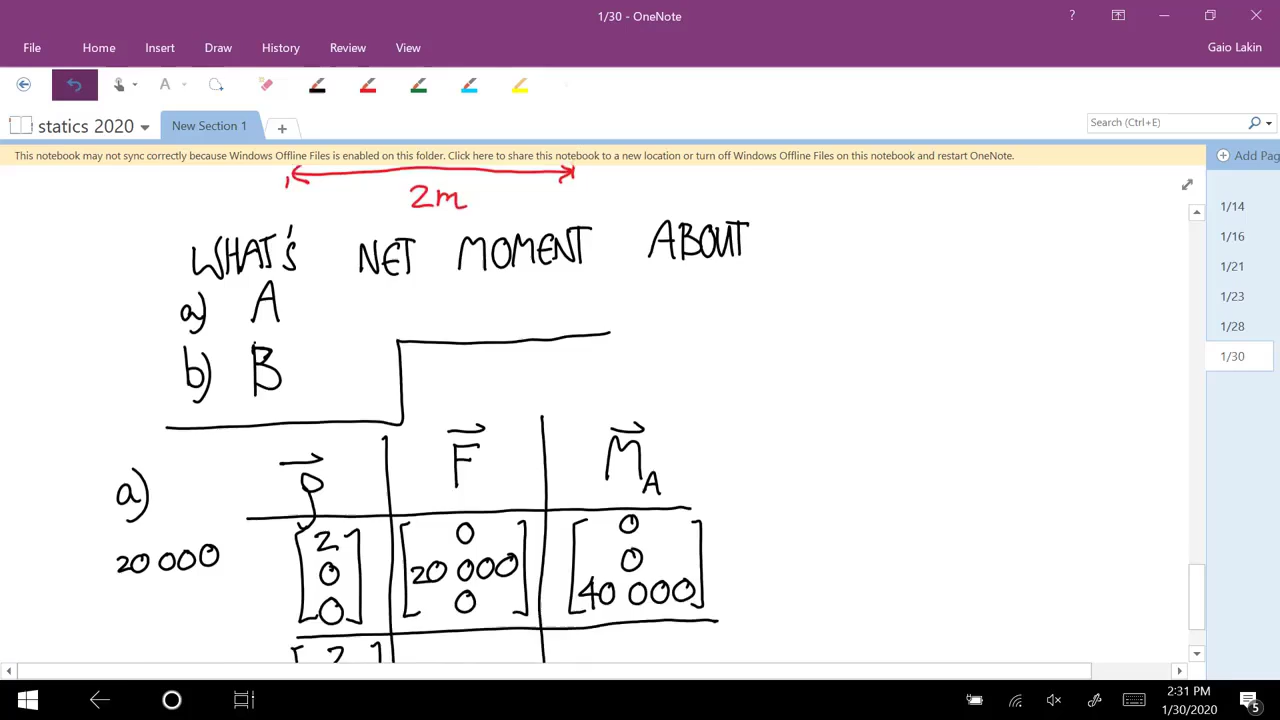 1/30 - OneNote
?
File Home Insert Draw History Review View
Gaio Lakin
A
statics 2020
New Section 1
Search (Ctrl+E)
This notebook may not sync correctly because Windows Offline Files is enabled on this folder. Click here to share this notebook to a new location or turn off Windows Offline Files on this notebook and restart OneNote.
Add Pag
1/14
1/16
1/21
1/23
1/28
1/30
2m
WHAT'S NET MOMENT ABOUT
a) A
b) B
a) F M_A
20 000
2 0 0
0 20 000 0
0 0 40 000
2
2:31 PM
1/30/2020
5